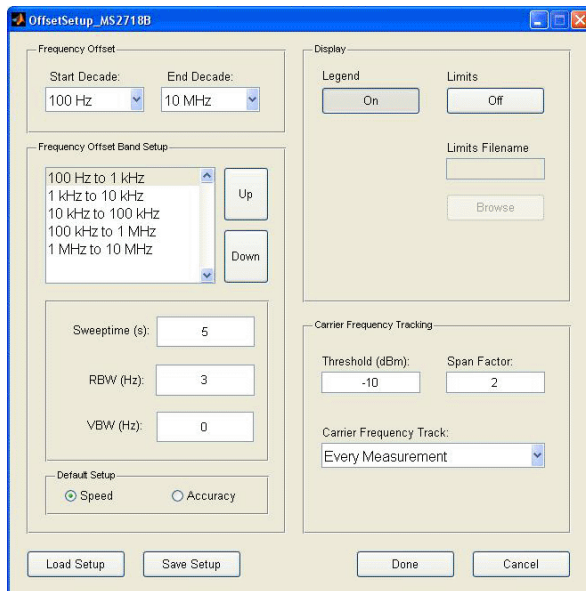 OffsetSetup_MS2718B
Frequency Offset
Start Decade:
End Decade:
100 Hz
10 MHz
Frequency Offset Band Setup
100 Hz to 1 kHz
1 kHz to 10 kHz
10 kHz to 100 kHz
100 kHz to 1 MHz
1 MHz to 10 MHz
Up
Down
Sweeptime (s):
5
RBW (Hz):
3
VBW (Hz):
0
Default Setup
Speed
Accuracy
Display
Legend
Limits
On
Off
Limits Filename
Browse
Carrier Frequency Tracking
Threshold (dBm):
Span Factor:
-10
2
Carrier Frequency Track:
Every Measurement
Load Setup
Save Setup
Done
Cancel